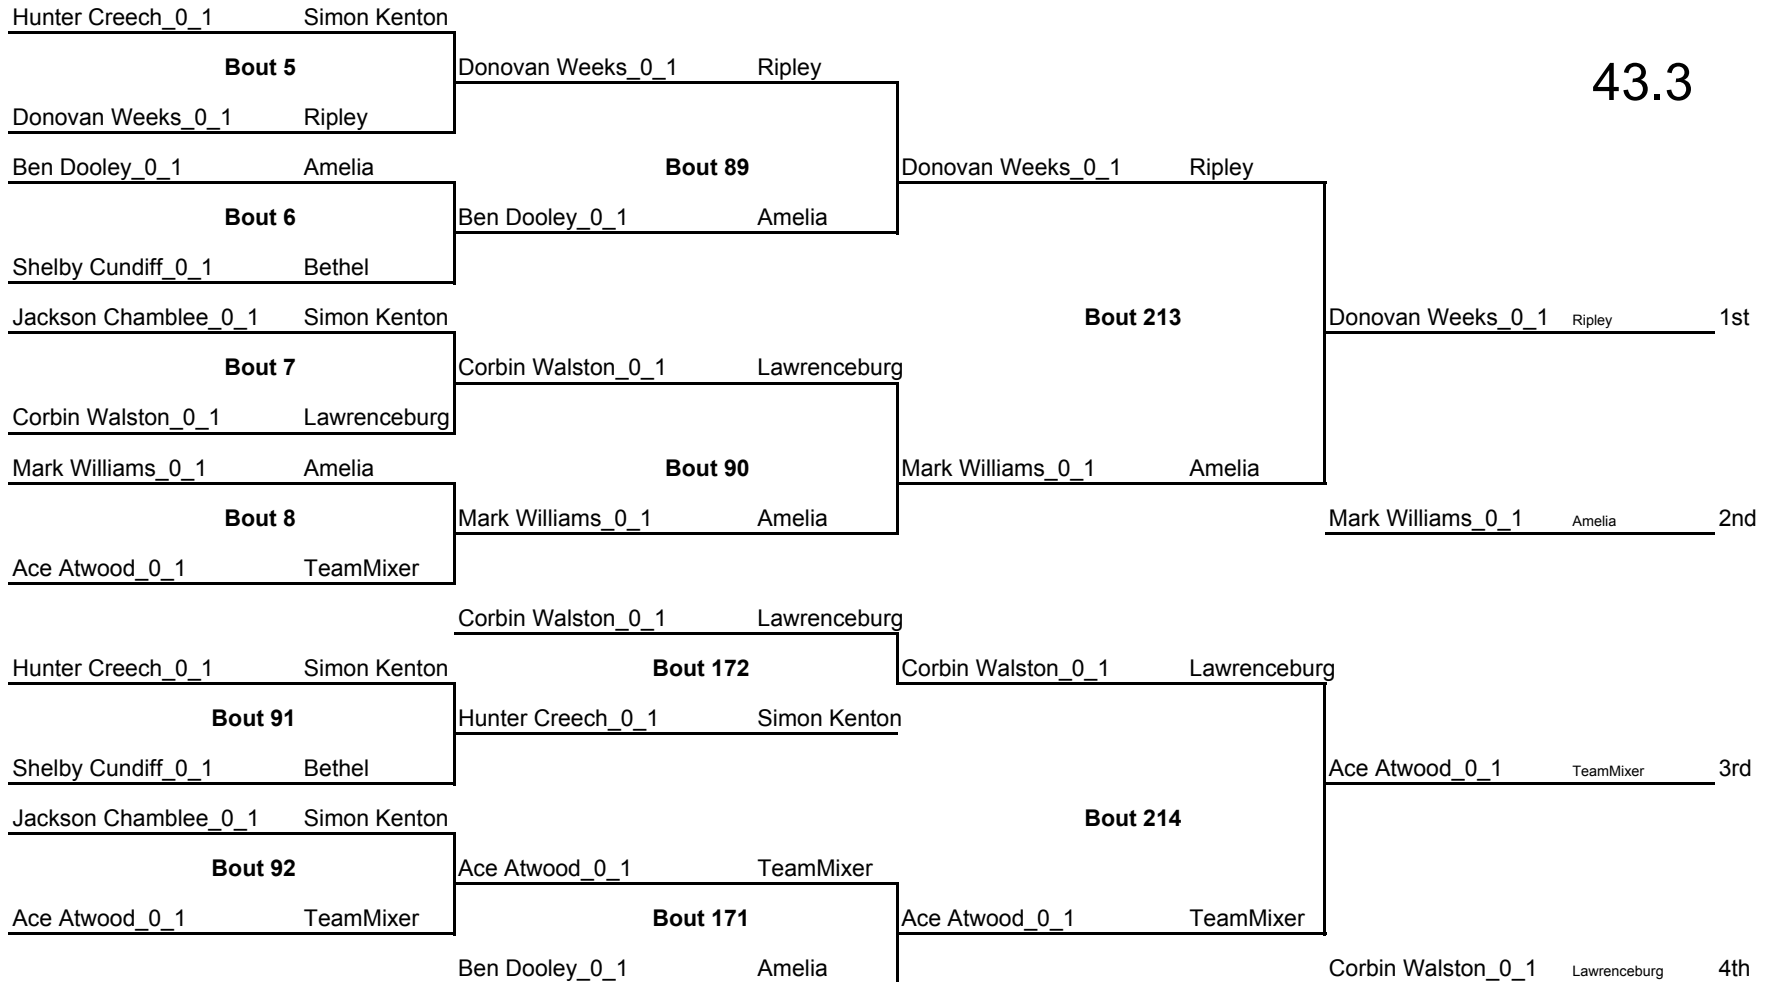 Hunter Creech_0_1 Simon Kenton
Bout 5 Donovan Weeks_0_1 Ripley
43.3
Donovan Weeks_0_1 Ripley
Ben Dooley_0_1 Amelia Bout 89 Donovan Weeks_0_1 Ripley
Bout 6 Ben Dooley_0_1 Amelia
Shelby Cundiff_0_1 Bethel
Jackson Chamblee_0_1 Simon Kenton Bout 213 Donovan Weeks_0_1 Ripley 1st
Bout 7 Corbin Walston_0_1 Lawrenceburg
Corbin Walston_0_1 Lawrenceburg
Mark Williams_0_1 Amelia Bout 90 Mark Williams_0_1 Amelia
Bout 8 Mark Williams_0_1 Amelia Mark Williams_0_1 Amelia 2nd
Ace Atwood_0_1 TeamMixer
Corbin Walston_0_1 Lawrenceburg
Hunter Creech_0_1 Simon Kenton Bout 172 Corbin Walston_0_1 Lawrenceburg
Bout 91 Hunter Creech_0_1 Simon Kenton
Shelby Cundiff_0_1 Bethel Ace Atwood_0_1 TeamMixer 3rd
Jackson Chamblee_0_1 Simon Kenton Bout 214
Bout 92 Ace Atwood_0_1 TeamMixer
Ace Atwood_0_1 TeamMixer Bout 171 Ace Atwood_0_1 TeamMixer
Ben Dooley_0_1 Amelia Corbin Walston_0_1 Lawrenceburg 4th